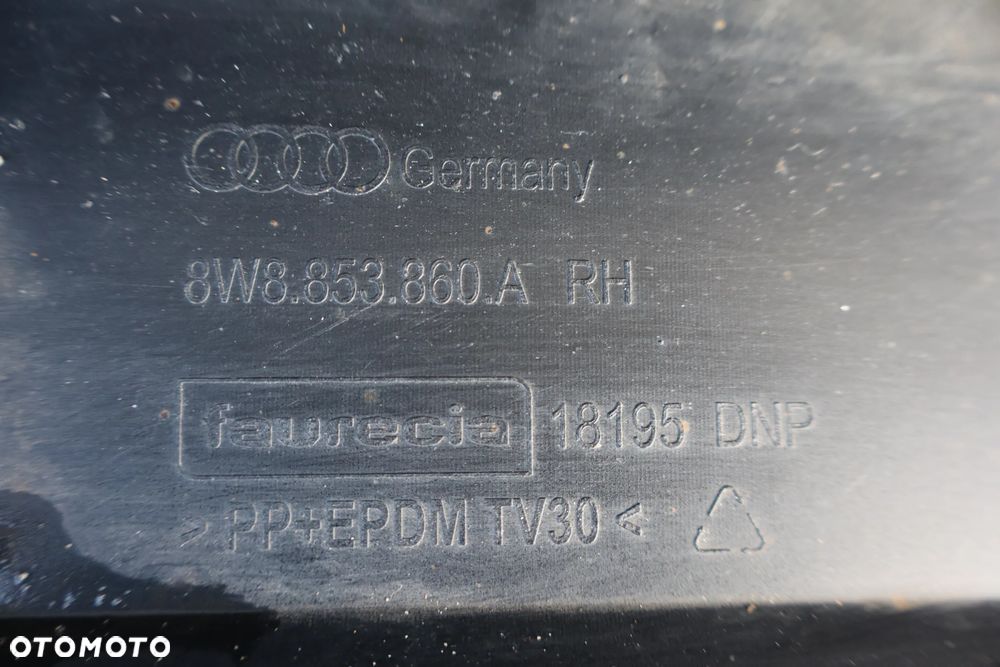 Germany
8W8.853.860.A RH
faurecia 18195 DNP
>PP+EPDM TV30<
OTOMOTO